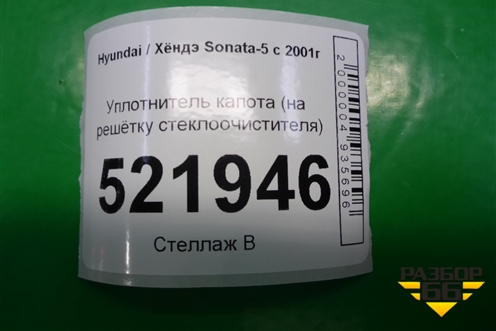 Hyundai / Хёндэ Sonata-5 с 2001г
Уплотнитель капота (на
решётку стеклоочистителя)
521946
Стеллаж В
2000004935696
РАЗБОР
66